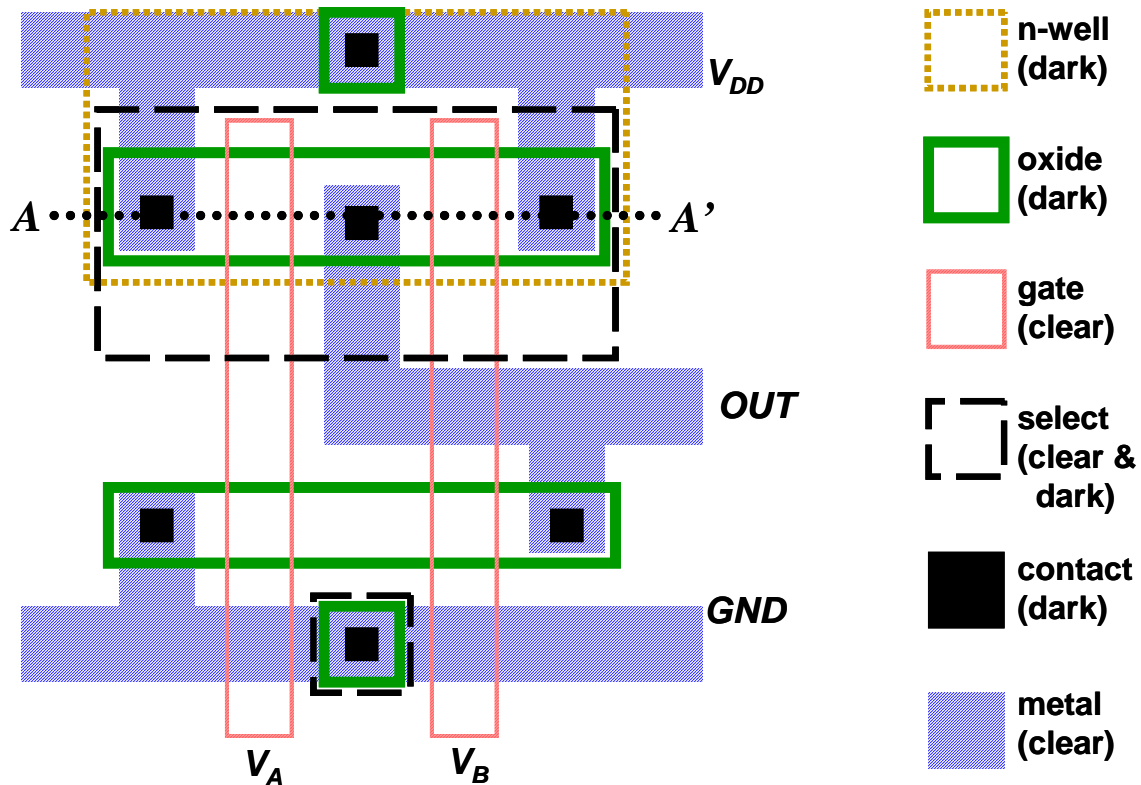 V_DD
A
A’
OUT
GND
V_A
V_B
n-well
(dark)
oxide
(dark)
gate
(clear)
select
(clear &
dark)
contact
(dark)
metal
(clear)